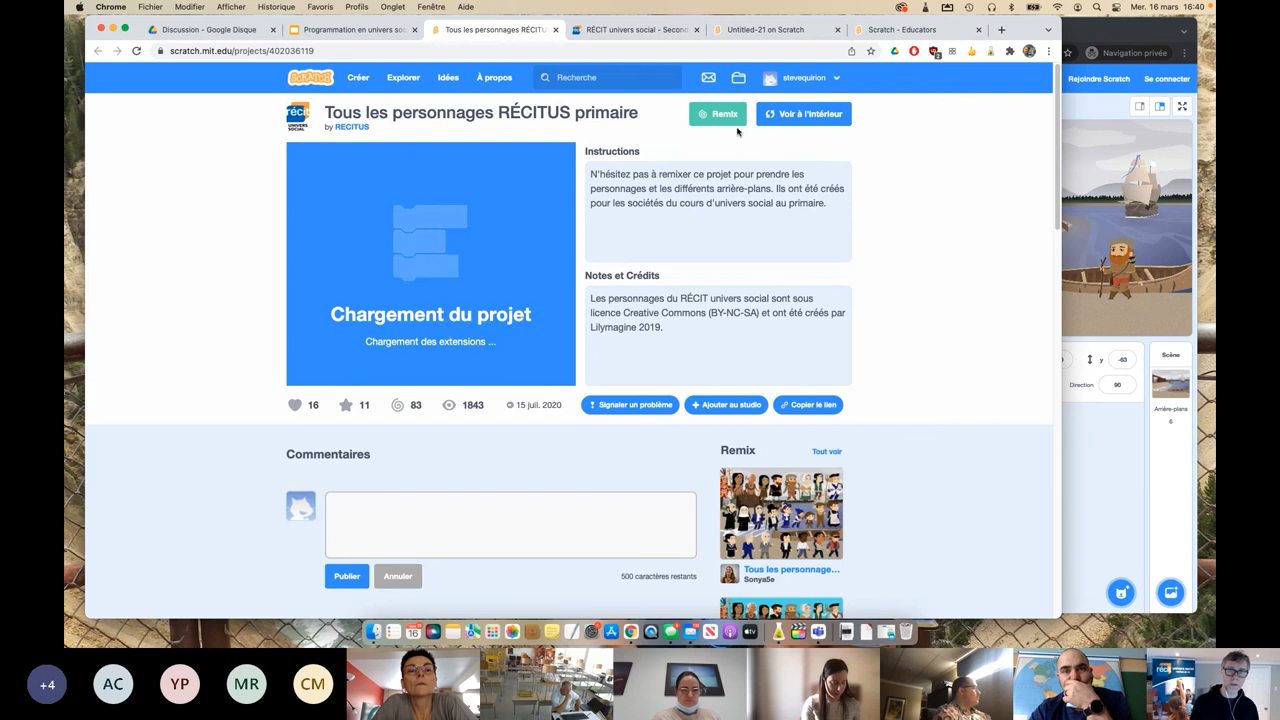 Chrome Fichier Modifier Afficher Historique Favoris Profils Onglet Fenêtre Aide
Mer. 16 mars 16:40
Discussion - Google Disque
Programmation en univers soc
Tous les personnages RÉCITU
RÉCIT univers social - Second
Untitled-21 on Scratch
Scratch - Educators
scratch.mit.edu/projects/402036119
Navigation privée
SCRATCH
Créer
Explorer
Idées
À propos
Recherche
stevequirion
Rejoindre Scratch
Se connecter
récit
UNIVERS
SOCIAL
Tous les personnages RÉCITUS primaire
by RECITUS
Remix
Voir à l'intérieur
Instructions
N'hésitez pas à remixer ce projet pour prendre les
personnages et les différents arrière-plans. Ils ont été créés
pour les sociétés du cours d'univers social au primaire.
Chargement du projet
Chargement des extensions ...
Notes et Crédits
Les personnages du RÉCIT univers social sont sous
licence Creative Commons (BY-NC-SA) et ont été créés par
Lilymagine 2019.
16
11
83
1843
15 juil. 2020
Signaler un problème
Ajouter au studio
Copier le lien
y -63
Direction 90
Scène
Arrière-plans
6
Commentaires
Remix
Tout voir
Tous les personnage...
Sonya5e
Publier
Annuler
500 caractères restants
+4
AC
YP
MR
CM
récit